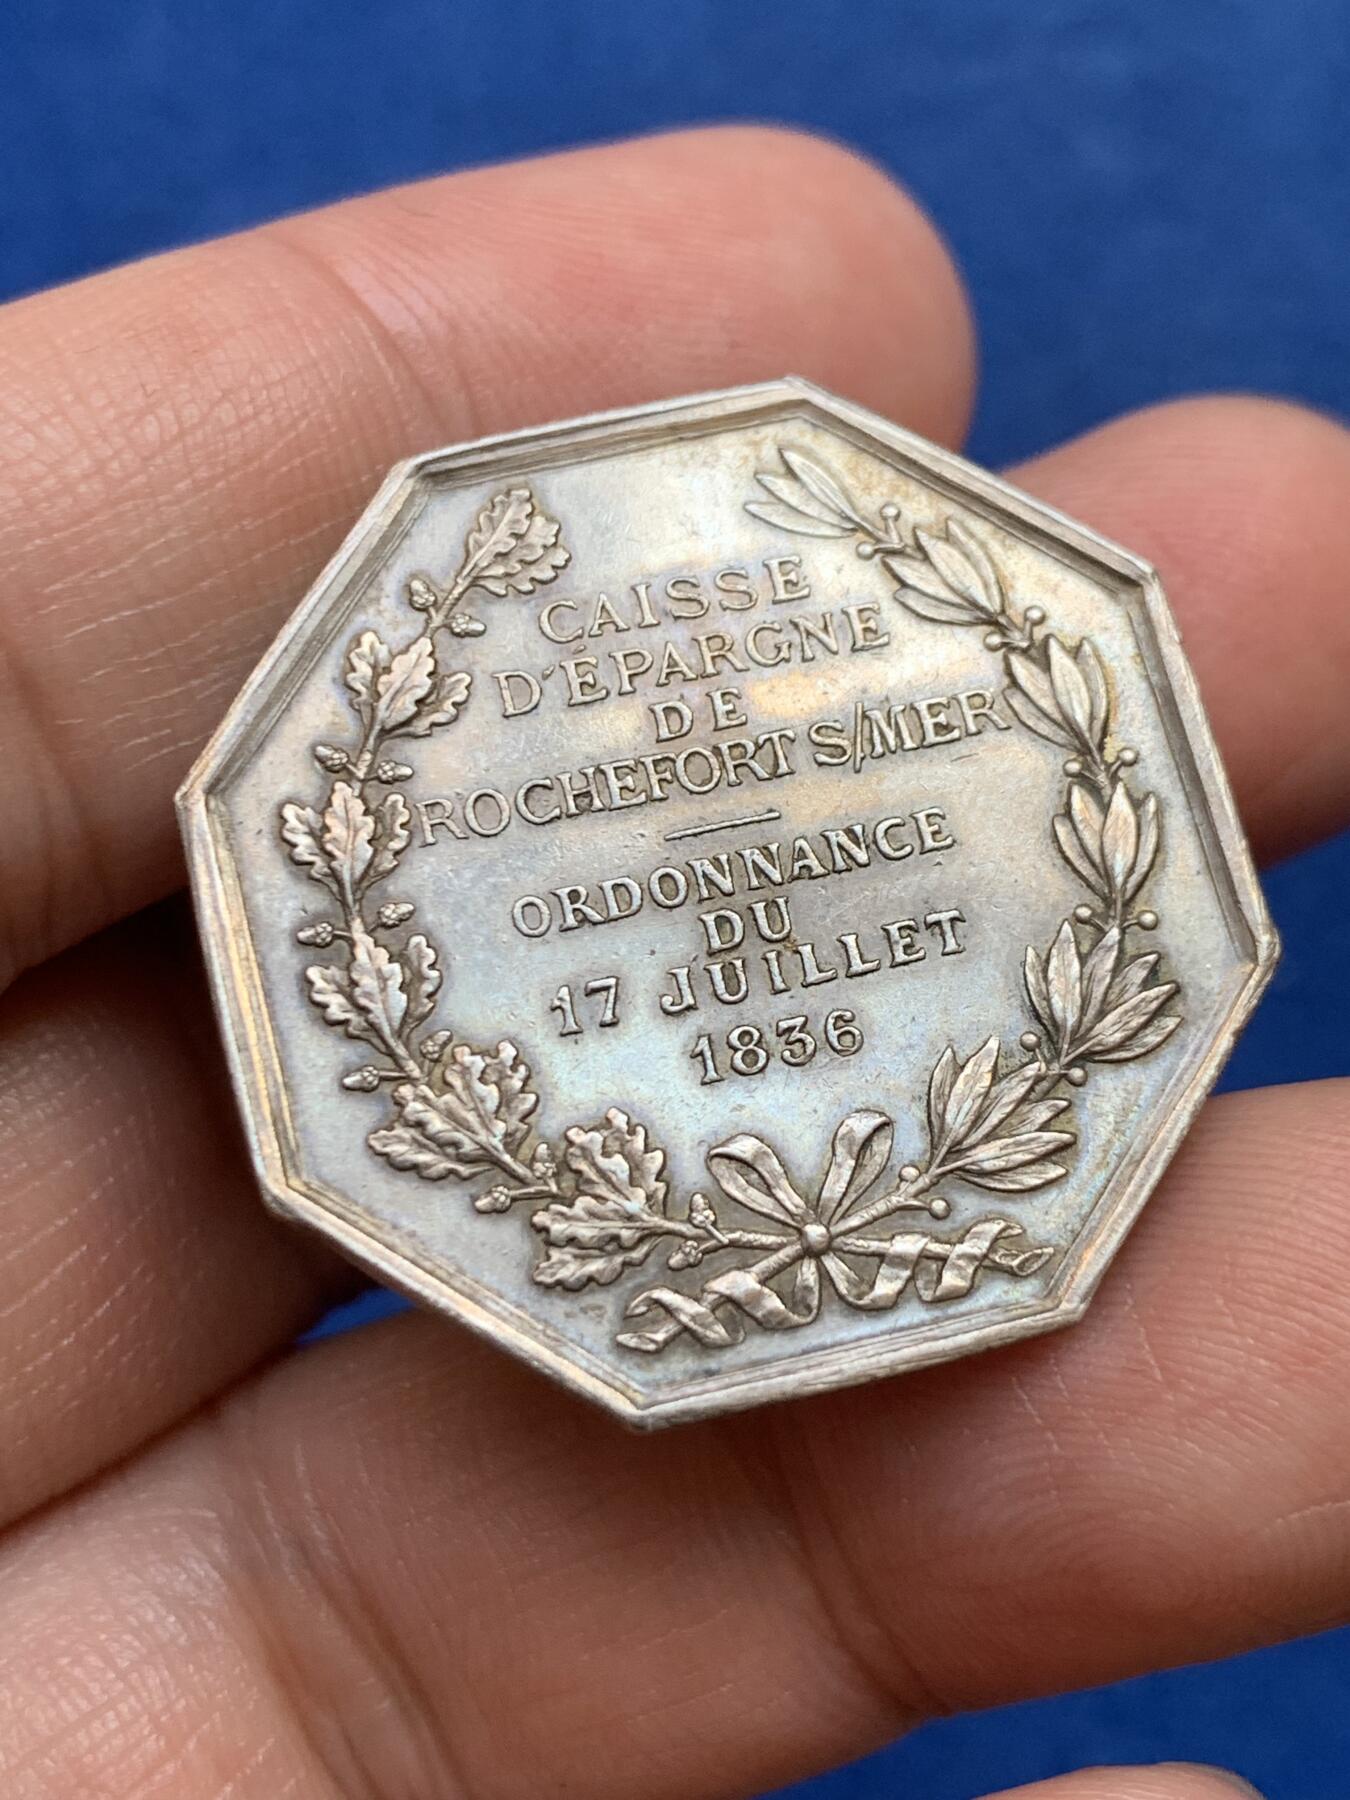 CAISSE
D'ÉPARGNE
DE
ROCHEFORT S/MER
ORDONNANCE
DU
17 JUILLET
1836